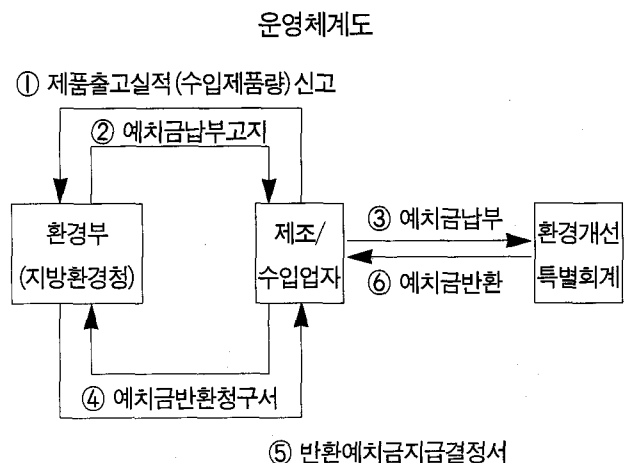 운영체계도
① 제품출고실적(수입제품량)신고
② 예치금납부고지
환경부
(지방환경청)
제조/
수입업자
③ 예치금납부
⑥ 예치금반환
환경개선
특별회계
④ 예치금반환청구서
⑤ 반환예치금지급결정서